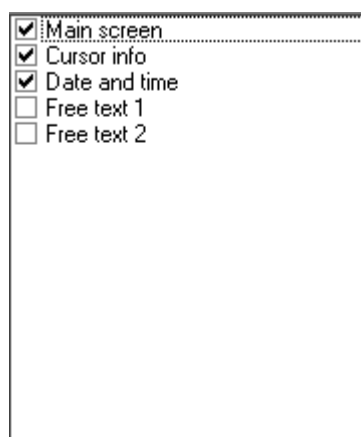 Main screen
Cursor info
Date and time
Free text 1
Free text 2